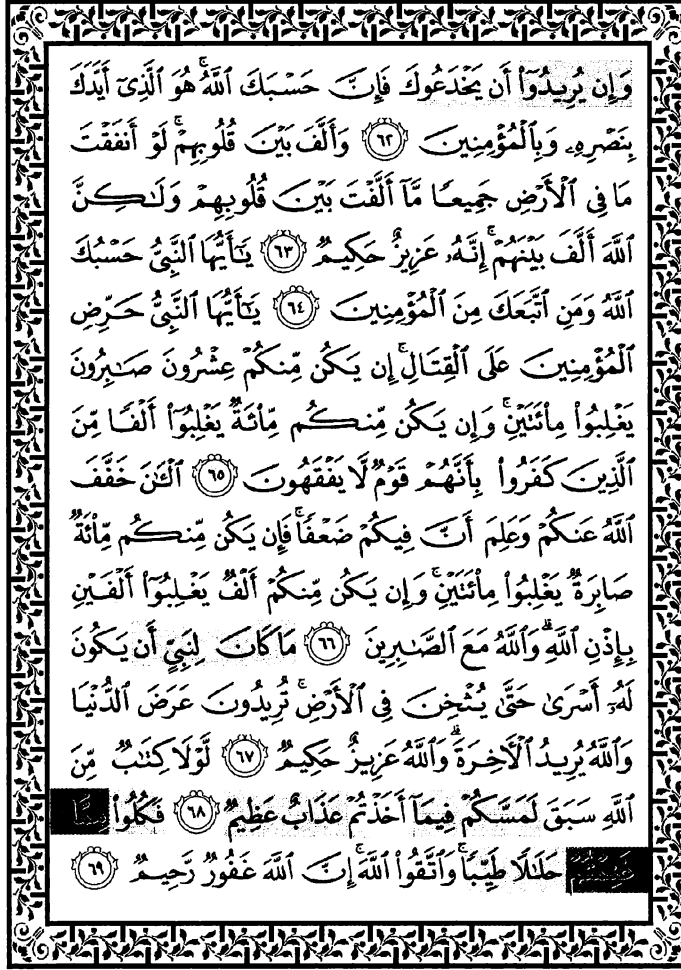 وَإِن يُرِيدُوٓا۟ أَن يَخْدَعُوكَ فَإِنَّ حَسْبَكَ ٱللَّهُ ۚ هُوَ ٱلَّذِىٓ أَيَّدَكَ
بِنَصْرِهِۦ وَبِٱلْمُؤْمِنِينَ ٦٢ وَأَلَّفَ بَيْنَ قُلُوبِهِمْ ۚ لَوْ أَنفَقْتَ
مَا فِى ٱلْأَرْضِ جَمِيعًا مَّآ أَلَّفْتَ بَيْنَ قُلُوبِهِمْ وَلَـٰكِنَّ
ٱللَّهَ أَلَّفَ بَيْنَهُمْ ۚ إِنَّهُۥ عَزِيزٌ حَكِيمٌ ٦٣ يَـٰٓأَيُّهَا ٱلنَّبِىُّ حَسْبُكَ
ٱللَّهُ وَمَنِ ٱتَّبَعَكَ مِنَ ٱلْمُؤْمِنِينَ ٦٤ يَـٰٓأَيُّهَا ٱلنَّبِىُّ حَرِّضِ
ٱلْمُؤْمِنِينَ عَلَى ٱلْقِتَالِ ۚ إِن يَكُن مِّنكُمْ عِشْرُونَ صَـٰبِرُونَ
يَغْلِبُوا۟ مِا۟ئَتَيْنِ ۚ وَإِن يَكُن مِّنكُم مِّا۟ئَةٌ يَغْلِبُوٓا۟ أَلْفًا مِّنَ
ٱلَّذِينَ كَفَرُوا۟ بِأَنَّهُمْ قَوْمٌ لَّا يَفْقَهُونَ ٦٥ ٱلْـَٔـٰنَ خَفَّفَ
ٱللَّهُ عَنكُمْ وَعَلِمَ أَنَّ فِيكُمْ ضَعْفًا ۚ فَإِن يَكُن مِّنكُم مِّا۟ئَةٌ
صَابِرَةٌ يَغْلِبُوا۟ مِا۟ئَتَيْنِ ۚ وَإِن يَكُن مِّنكُمْ أَلْفٌ يَغْلِبُوٓا۟ أَلْفَيْنِ
بِإِذْنِ ٱللَّهِ ۗ وَٱللَّهُ مَعَ ٱلصَّـٰبِرِينَ ٦٦ مَا كَانَ لِنَبِىٍّ أَن يَكُونَ
لَهُۥٓ أَسْرَىٰ حَتَّىٰ يُثْخِنَ فِى ٱلْأَرْضِ ۚ تُرِيدُونَ عَرَضَ ٱلدُّنْيَا
وَٱللَّهُ يُرِيدُ ٱلْـَٔاخِرَةَ ۗ وَٱللَّهُ عَزِيزٌ حَكِيمٌ ٦٧ لَّوْلَا كِتَـٰبٌ مِّنَ
ٱللَّهِ سَبَقَ لَمَسَّكُمْ فِيمَآ أَخَذْتُمْ عَذَابٌ عَظِيمٌ ٦٨ فَكُلُوا۟
حَلَـٰلًا طَيِّبًا ۚ وَٱتَّقُوا۟ ٱللَّهَ ۚ إِنَّ ٱللَّهَ غَفُورٌ رَّحِيمٌ ٦٩